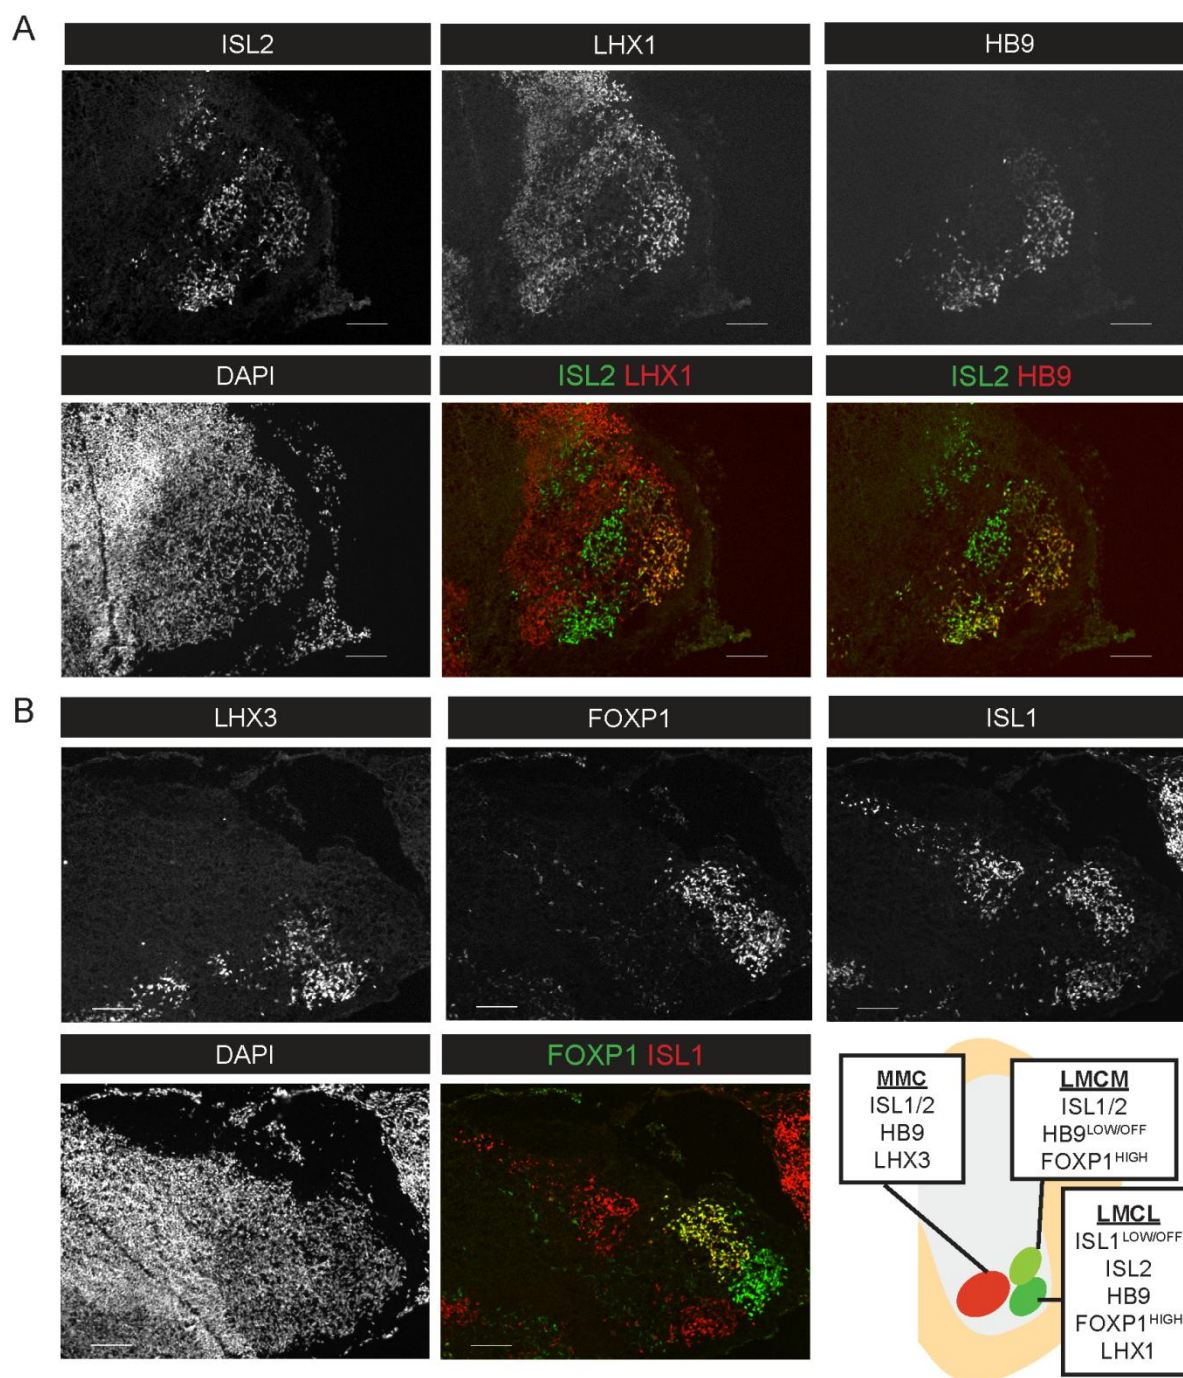 A
ISL2
LHX1
HB9
DAPI
ISL2 LHX1
ISL2 HB9
B
LHX3
FOXP1
ISL1
DAPI
FOXP1 ISL1
MMC
ISL1/2
HB9
LHX3
LMCM
ISL1/2
HB9LOW/OFF
FOXP1HIGH
LMCL
ISL1LOW/OFF
ISL2
HB9
FOXP1HIGH
LHX1